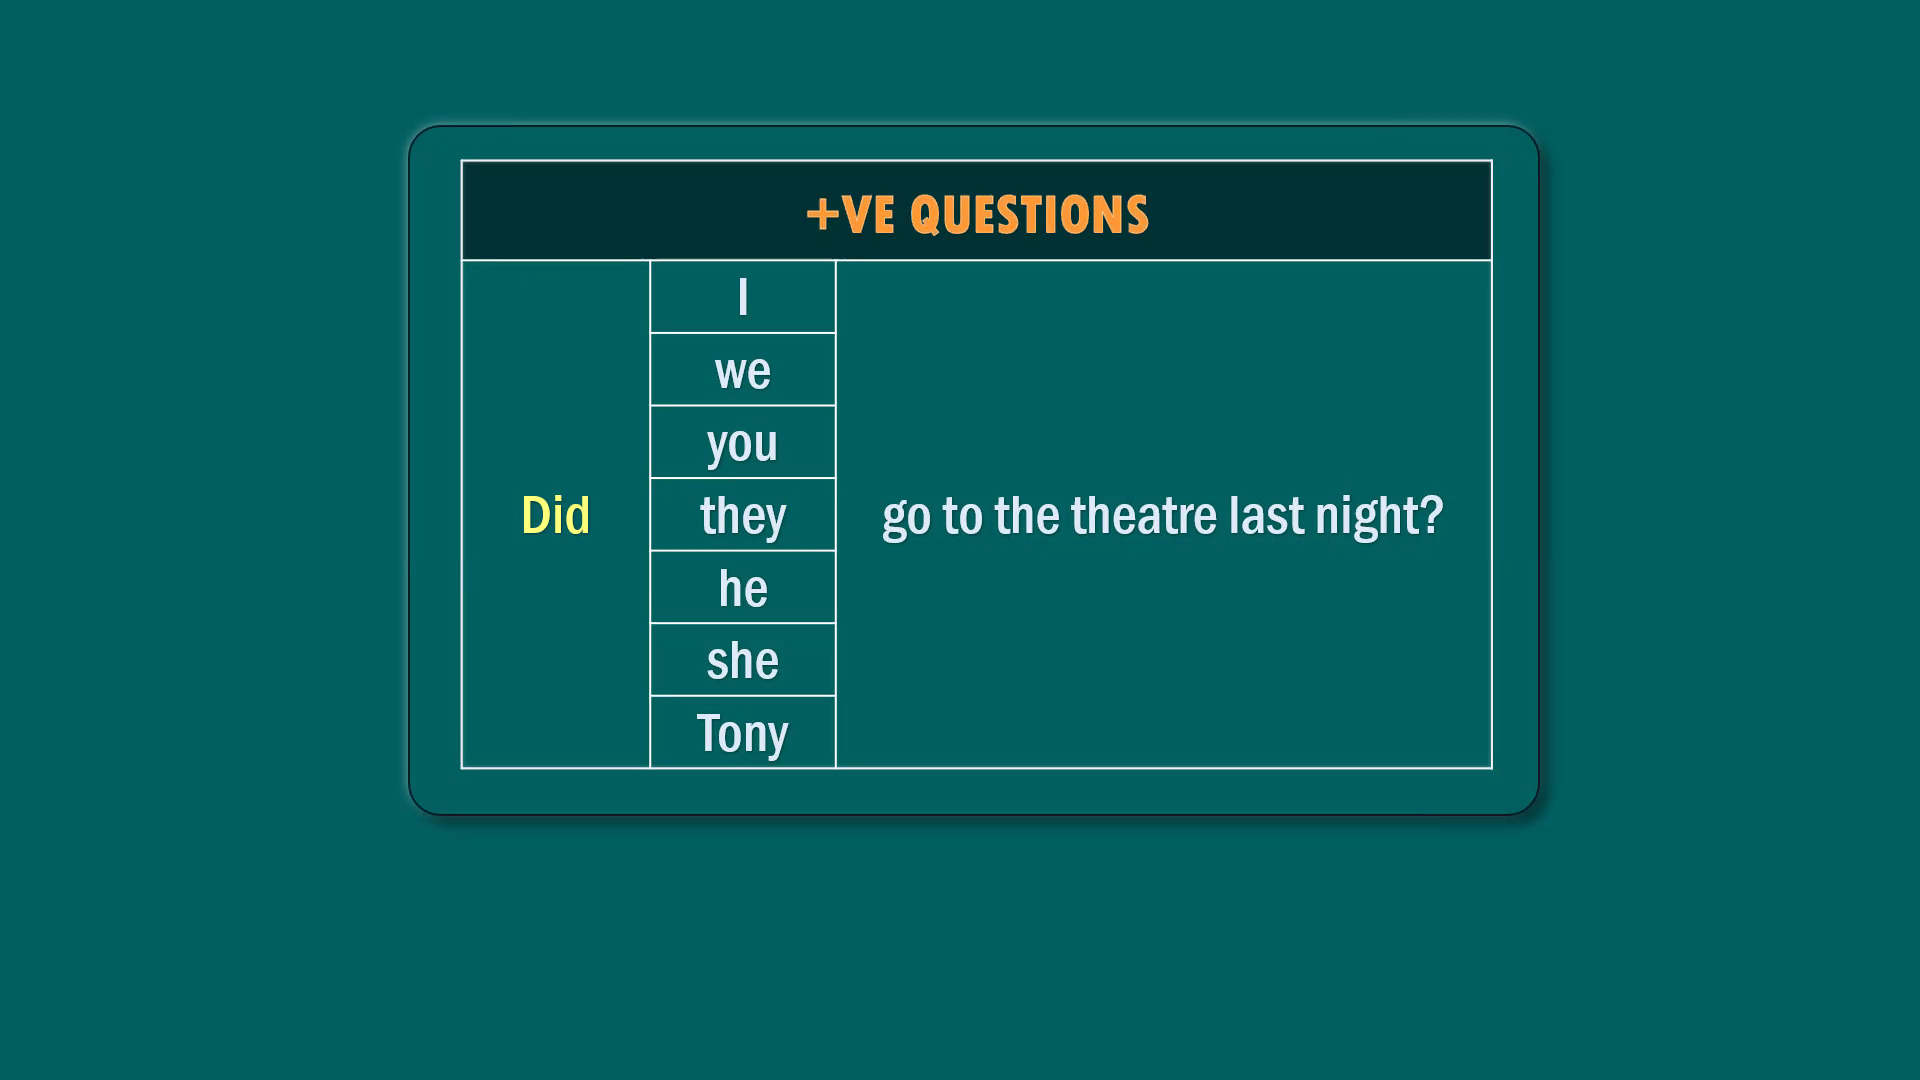 +VE QUESTIONS
I
we
you
Did they go to the theatre last night?
he
she
Tony